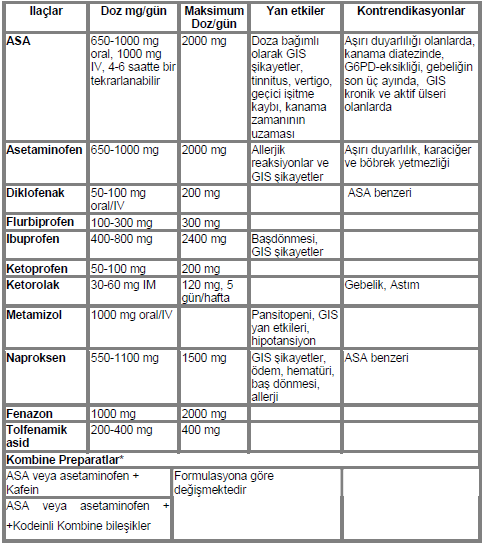 İlaçlar Doz mg/gün Maksimum Yan etkiler Kontrendikasyonlar
Doz/gün
ASA 650-1000 mg 2000 mg Doza bağımlı Aşırı duyarlılığı olanlarda,
oral, 1000 mg olarak GIS kanama diatezinde,
IV, 4-6 saatte bir şikayetler, G6PD-eksikliği, gebeliğin
tekrarlanabilir tinnitus, vertigo, son üç ayında, GIS
geçici işitme kronik ve aktif ülseri
kaybı, kanama olanlarda
zamanının
uzaması
Asetaminofen 650-1000 mg 2000 mg Allerjik Aşırı duyarlılık, karaciğer
reaksiyonlar ve ve böbrek yetmezliği
GIS şikayetler
Diklofenak 50-100 mg 200 mg ASA benzeri
oral/IV
Flurbiprofen 100-300 mg 300 mg
Ibuprofen 400-800 mg 2400 mg Başdönmesi,
GIS şikayetler
Ketoprofen 50-100 mg 200 mg
Ketorolak 30-60 mg IM 120 mg, 5 Gebelik, Astım
gün/hafta
Metamizol 1000 mg oral/IV Pansitopeni, GIS
yan etkileri,
hipotansiyon
Naproksen 550-1100 mg 1500 mg GIS şikayetler, ASA benzeri
ödem, hematüri,
baş dönmesi,
allerji
Fenazon 1000 mg 2000 mg
Tolfenamik 200-400 mg 400 mg
asid
Kombine Preparatlar*
ASA veya asetaminofen + Formulasyona göre
Kafein değişmektedir
ASA veya asetaminofen +
+Kodeinli Kombine bileşikler